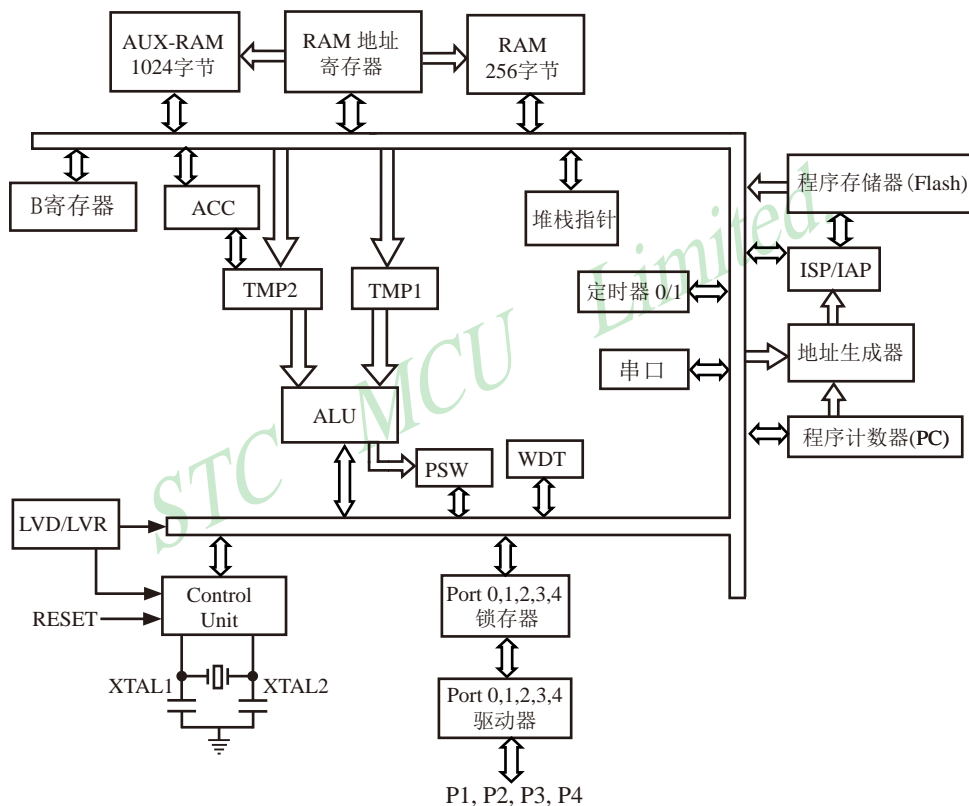 AUX-RAM
1024字节
RAM 地址
寄存器
RAM
256字节
B寄存器
ACC
堆栈指针
程序存储器(Flash)
TMP2
TMP1
定时器 0/1
ISP/IAP
串口
地址生成器
ALU
程序计数器(PC)
PSW
WDT
LVD/LVR
Control
Unit
RESET
XTAL1
XTAL2
Port 0,1,2,3,4
锁存器
Port 0,1,2,3,4
驱动器
P1, P2, P3, P4
STC MCU Limited.